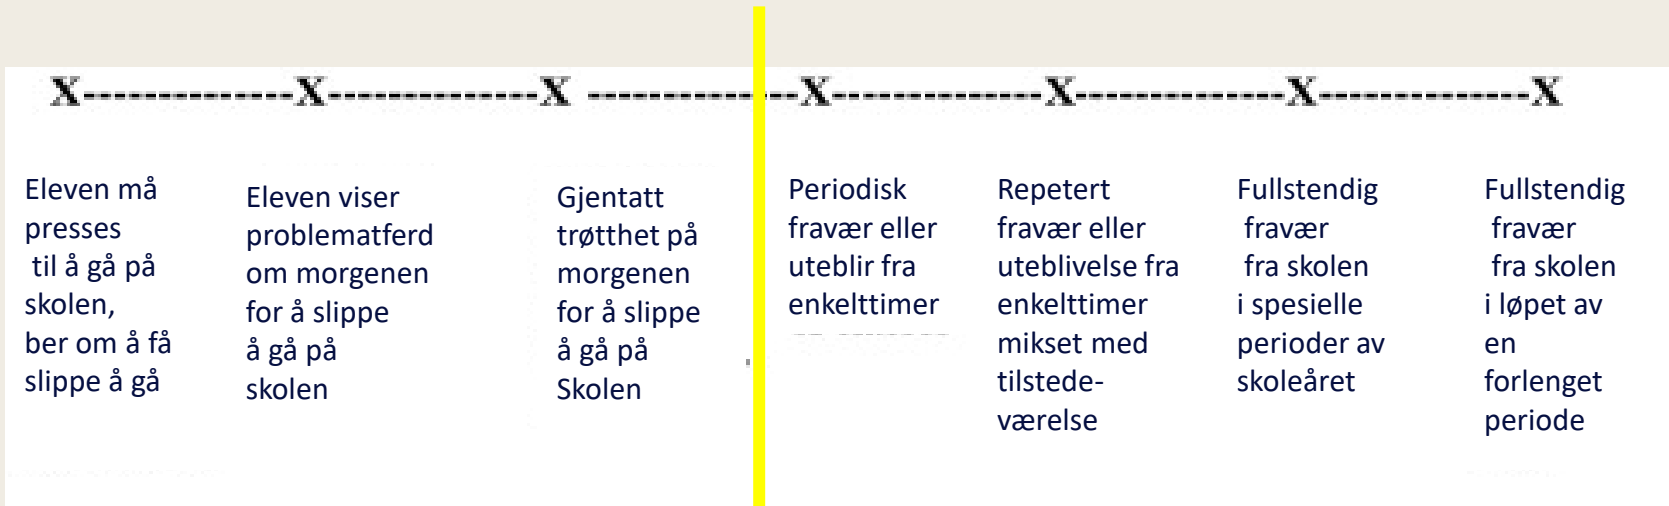 X--------------X--------------X --------------X--------------X--------------X--------------X
Eleven må
presses
til å gå på
skolen,
ber om å få
slippe å gå
Eleven viser
problematferd
om morgenen
for å slippe
å gå på
skolen
Gjentatt
trøtthet på
morgenen
for å slippe
å gå på
Skolen
Periodisk
fravær eller
uteblir fra
enkelttimer
Repetert
fravær eller
uteblivelse fra
enkelttimer
mikset med
tilstede-
værelse
Fullstendig
fravær
fra skolen
i spesielle
perioder av
skoleåret
Fullstendig
fravær
fra skolen
i løpet av
en
forlenget
periode